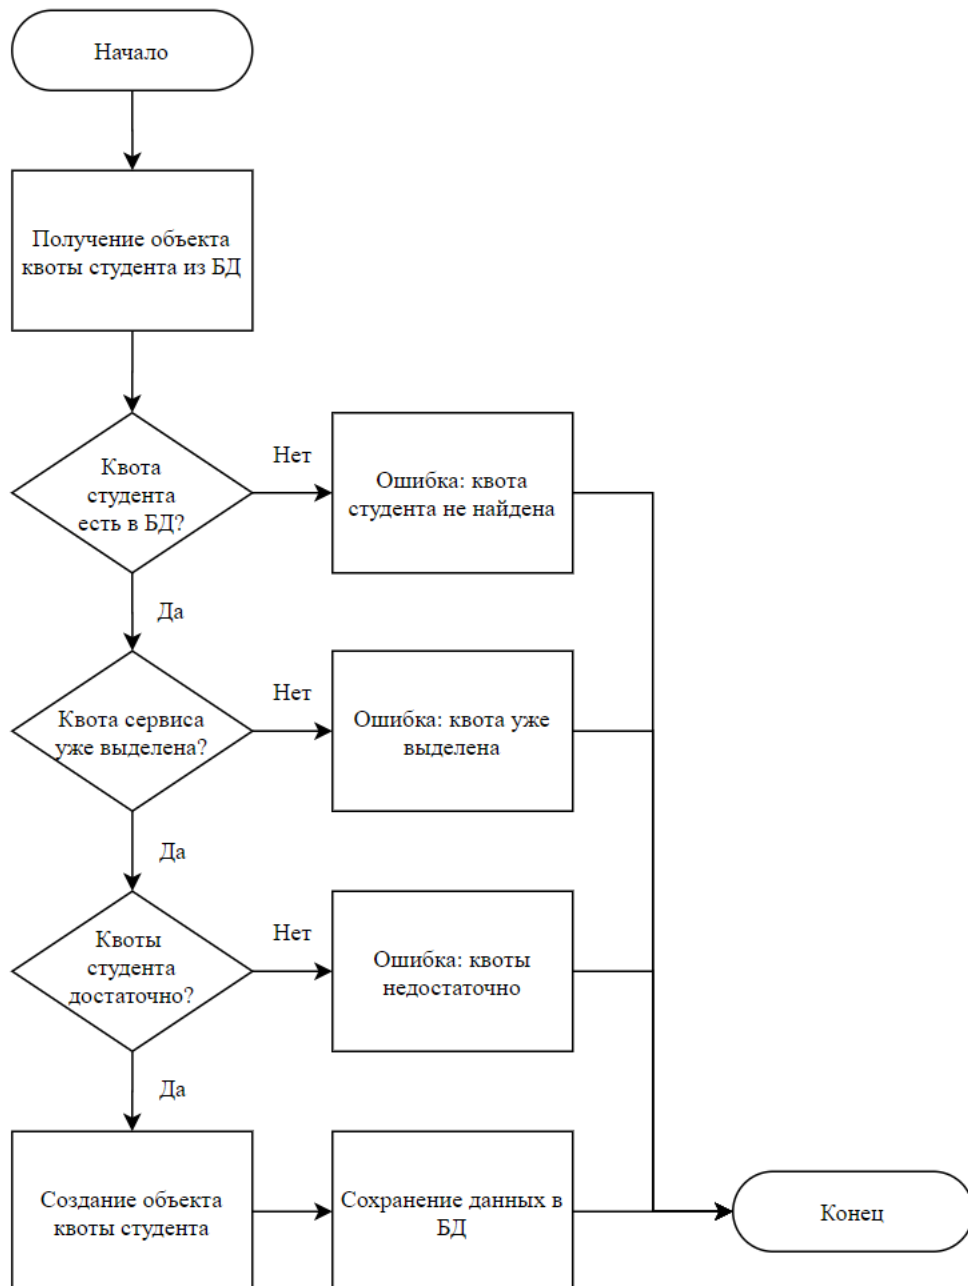 Начало
Получение объекта
квоты студента из БД
Квота
студента
есть в БД?
Нет
Ошибка: квота
студента не найдена
Да
Квота сервиса
уже выделена?
Нет
Ошибка: квота уже
выделена
Да
Квоты
студента
достаточно?
Нет
Ошибка: квоты
недостаточно
Да
Создание объекта
квоты студента
Сохранение данных в
БД
Конец